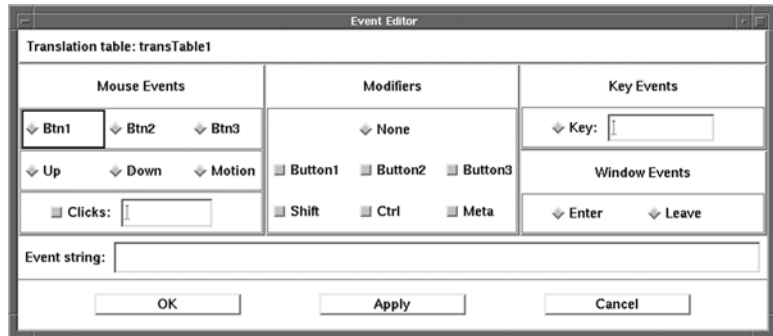 Event Editor
Translation table: transTable1
Mouse Events
Modifiers
Key Events
Btn1 Btn2 Btn3
None
Key:
Up Down Motion
Button1 Button2 Button3
Window Events
Clicks:
Shift Ctrl Meta
Enter Leave
Event string:
OK Apply Cancel